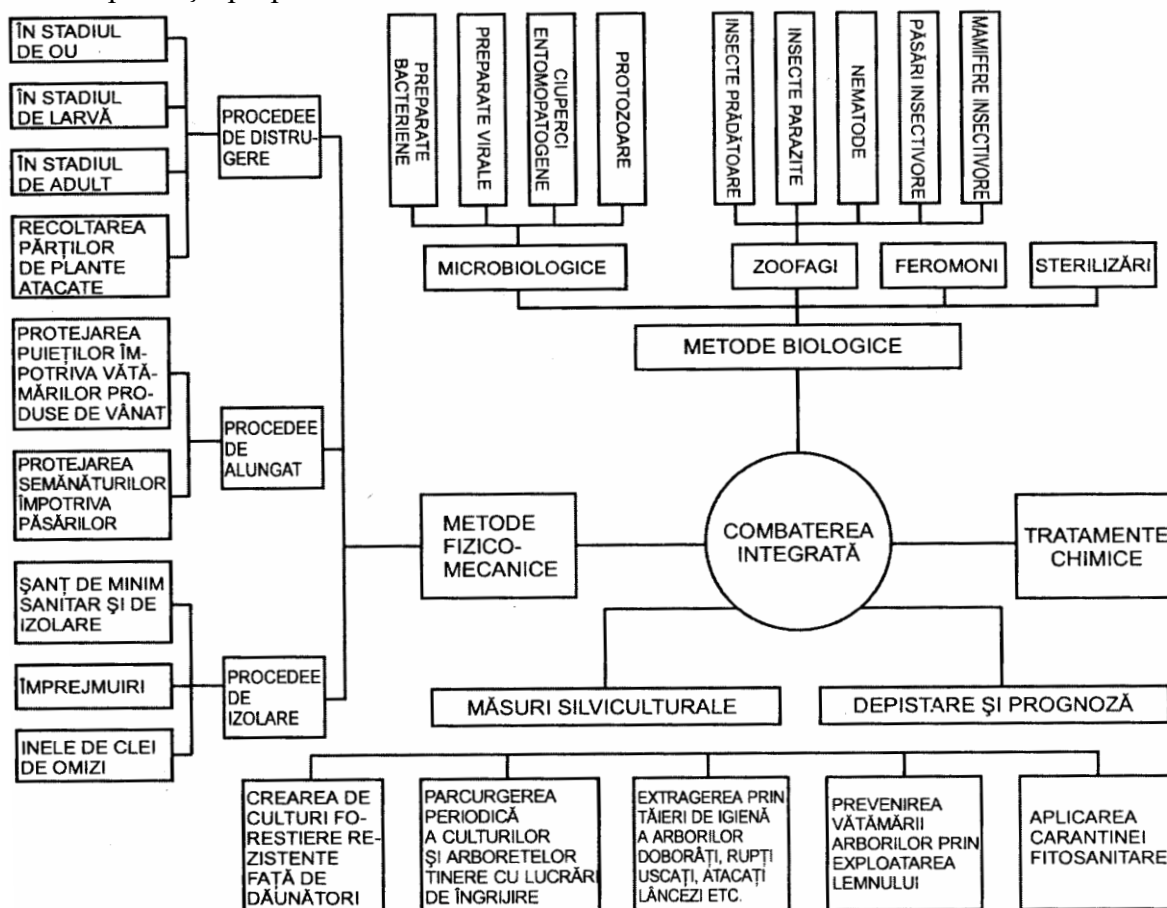 ÎN STADIUL
DE OU
ÎN STADIUL
DE LARVĂ
ÎN STADIUL
DE ADULT
RECOLTAREA
PĂRȚILOR
DE PLANTE
ATACATE
PROCEDEE
DE DISTRU-
GERE
PROTEJAREA
PUIEȚILOR ÎM-
POTRIVA VĂTĂ-
MĂRILOR PRO-
DUSE DE VÂNAT
PROTEJAREA
SEMĂNĂTURILOR
ÎMPOTRIVA
PĂSĂRILOR
PROCEDEE
DE
ALUNGAT
ŞANȚ DE MINIM
SANITAR ŞI DE
IZOLARE
ÎMPREJMUIRI
INELE DE CLEI
DE OMIZI
PROCEDEE
DE
IZOLARE
METODE
FIZICO-
MECANICE
PREPARATE
BACTERIENE
PREPARATE VIRALE
CIUPERCI
ENTOMOPATOGENE
PROTOZOARE
INSECTE PRĂDĂTOARE
INSECTE PARAZITE
NEMATODE
PĂSĂRI INSECTIVORE
MAMIFERE INSECTIVORE
MICROBIOLOGICE
ZOOFAGI
FEROMONI
STERILIZĂRI
METODE BIOLOGICE
COMBATEREA
INTEGRATĂ
TRATAMENTE
CHIMICE
MĂSURI SILVICULTURALE
DEPISTARE ŞI PROGNOZĂ
CREAREA DE
CULTURI FO-
RESTIERE RE-
ZISTENTE
FAȚĂ DE
DĂUNĂTORI
PARCURGEREA
PERIODICĂ
A CULTURILOR
ŞI ARBORETELOR
TINERE CU LUCRĂRI
DE ÎNGRIJIRE
EXTRAGEREA PRIN
TĂIERI DE IGIENĂ
A ARBORILOR
DOBORÂȚI, RUPȚI
USCAȚI, ATACAȚI
LÂNCEZI ETC.
PREVENIREA
VĂTĂMĂRII
ARBORILOR PRIN
EXPLOATAREA
LEMNULUI
APLICAREA
CARANTINEI
FITOSANITARE